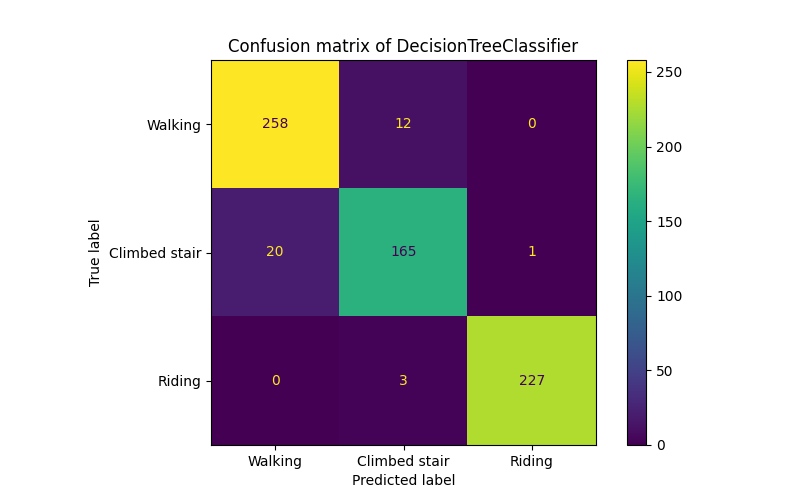 Confusion matrix of DecisionTreeClassifier
Walking 258 12 0
Climbed stair 20 165 1
Riding 0 3 227
Walking Climbed stair Riding
Predicted label
True label
250
200
150
100
50
0